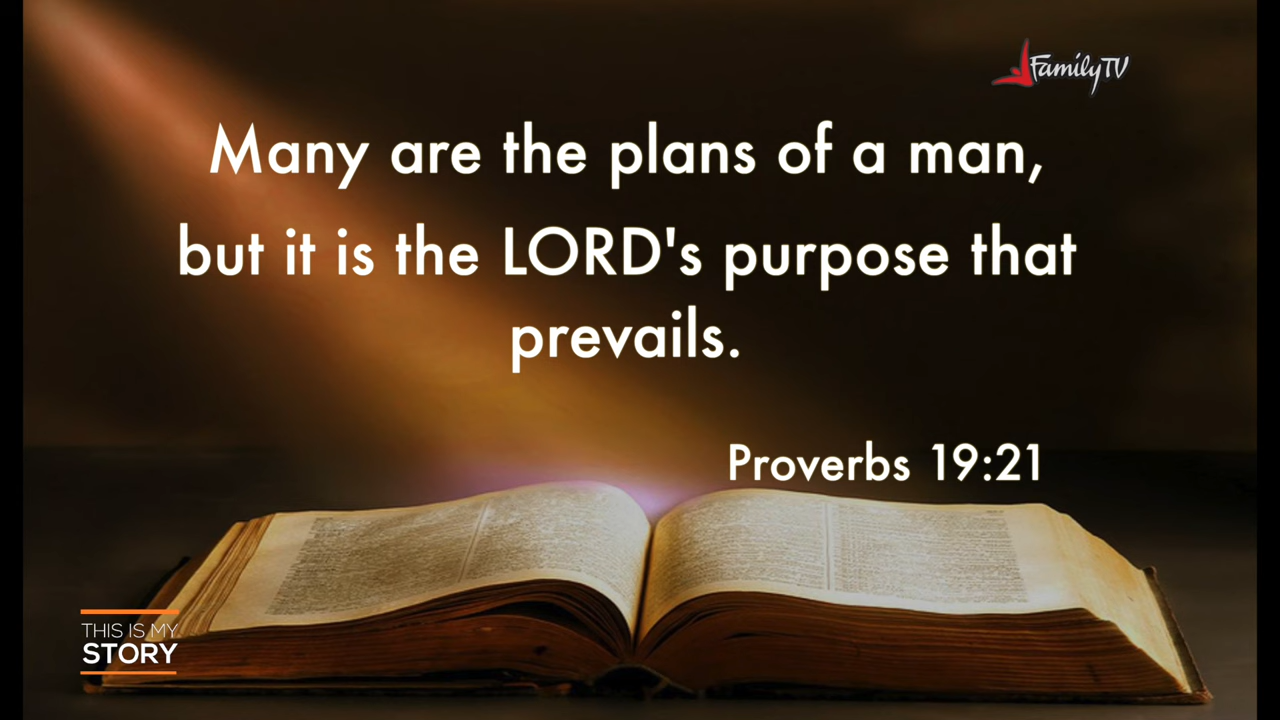 FamilyTV
Many are the plans of a man,
but it is the LORD's purpose that
prevails.
Proverbs 19:21
THIS IS MY
STORY